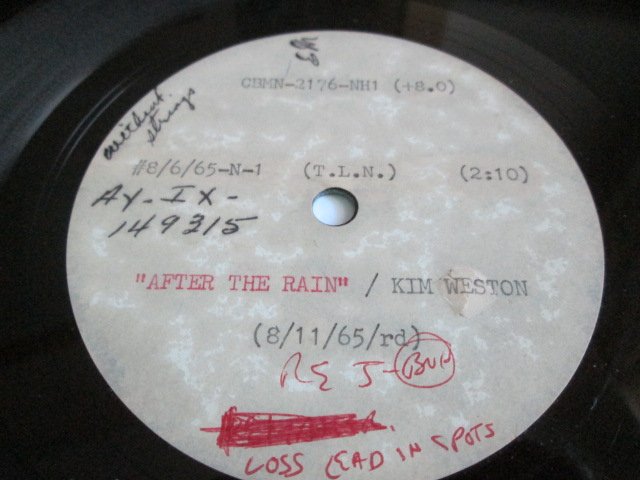 CBMN-2176-NH1 (+8.0)
without
strings
#8/6/65-N-1 (T.L.N.) (2:10)
AY-IX-
149315
"AFTER THE RAIN" / KIM WESTON
(8/11/65/rd)
LOSS LEAD IN SPOTS